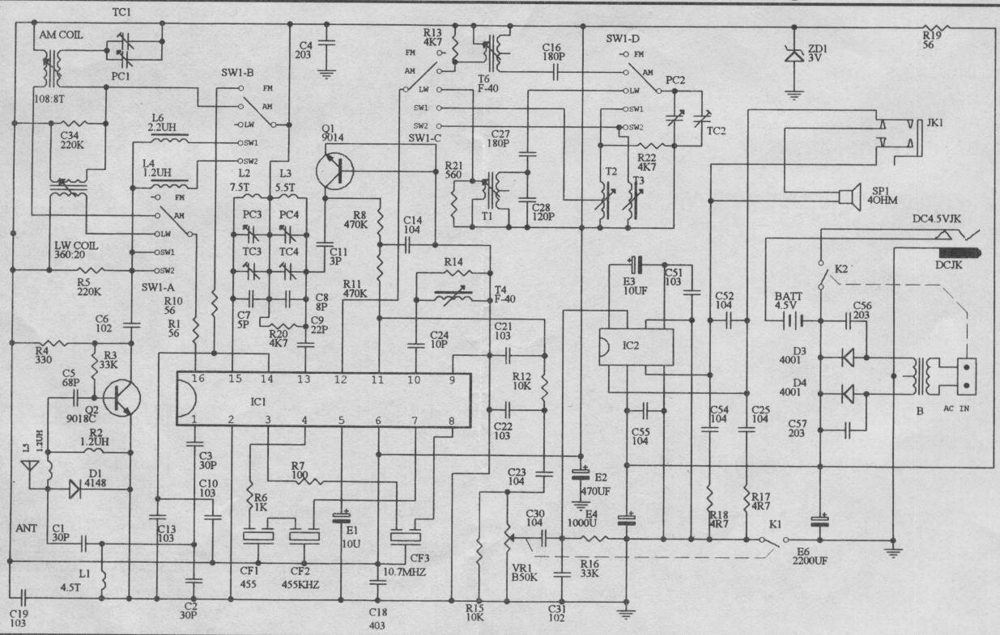 TC1
AM COIL
PC1
108:8T
C34
220K
LW COIL
360:20
R5
220K
L6
2.2UH
L4
1.2UH
FM
AM
LW
SW1
SW2
SW1-A
SW1-B
FM
AM
LW
SW1
SW2
C4
203
Q1
9014
L2
7.5T
L3
5.5T
PC3
PC4
TC3
TC4
C7
5P
C8
8P
R20
4K7
C9
22P
C11
3P
R8
470K
R11
470K
C14
104
R13
4K7
FM
AM
LW
SW1
SW2
SW1-C
T6
F-40
C16
180P
SW1-D
FM
AM
LW
SW1
SW2
PC2
TC2
C27
180P
R21
560
T1
C28
120P
R22
4K7
T2
T3
ZD1
3V
R19
56
JK1
SP1
4OHM
DC4.5VJK
DCJK
K2
BATT
4.5V
C56
203
D3
4001
D4
4001
C57
203
B
AC IN
R14
T4
F-40
C24
10P
C21
103
R12
10K
C22
103
C23
104
E3
10UF
C51
103
C52
104
IC2
C55
104
C54
104
C25
104
R18
4R7
R17
4R7
K1
E6
2200UF
E2
470UF
E4
1000U
C30
104
VR1
B50K
R16
33K
C31
102
R15
10K
C6
102
R10
56
R1
56
R4
330
R3
33K
C5
68P
Q2
9018C
R2
1.2UH
L5
1.2UH
D1
4148
ANT
C1
30P
L1
4.5T
C19
103
C2
30P
C3
30P
C10
103
C13
103
16 15 14 13 12 11 10 9
IC1
1 2 3 4 5 6 7 8
R7
100
R6
1K
CF1
455
CF2
455KHZ
E1
10U
CF3
10.7MHZ
C18
403